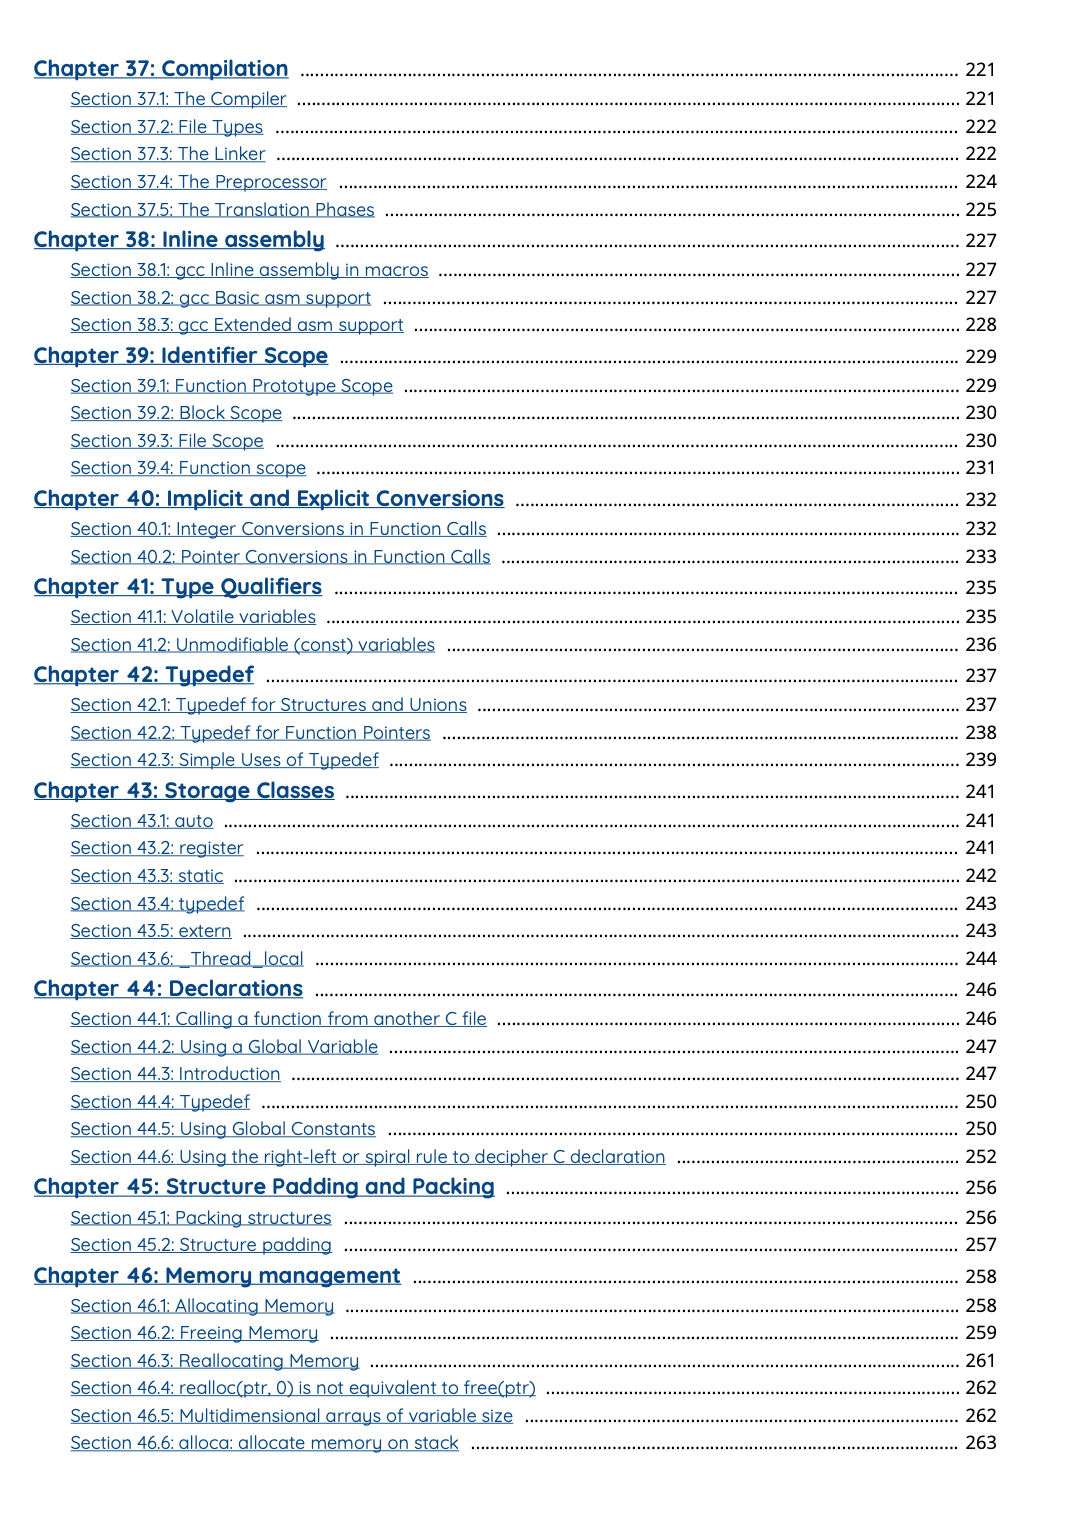 Chapter 37: Compilation ........ 221
Section 37.1: The Compiler ........ 221
Section 37.2: File Types ........ 222
Section 37.3: The Linker ........ 222
Section 37.4: The Preprocessor ........ 224
Section 37.5: The Translation Phases ........ 225
Chapter 38: Inline assembly ........ 227
Section 38.1: gcc Inline assembly in macros ........ 227
Section 38.2: gcc Basic asm support ........ 227
Section 38.3: gcc Extended asm support ........ 228
Chapter 39: Identifier Scope ........ 229
Section 39.1: Function Prototype Scope ........ 229
Section 39.2: Block Scope ........ 230
Section 39.3: File Scope ........ 230
Section 39.4: Function scope ........ 231
Chapter 40: Implicit and Explicit Conversions ........ 232
Section 40.1: Integer Conversions in Function Calls ........ 232
Section 40.2: Pointer Conversions in Function Calls ........ 233
Chapter 41: Type Qualifiers ........ 235
Section 41.1: Volatile variables ........ 235
Section 41.2: Unmodifiable (const) variables ........ 236
Chapter 42: Typedef ........ 237
Section 42.1: Typedef for Structures and Unions ........ 237
Section 42.2: Typedef for Function Pointers ........ 238
Section 42.3: Simple Uses of Typedef ........ 239
Chapter 43: Storage Classes ........ 241
Section 43.1: auto ........ 241
Section 43.2: register ........ 241
Section 43.3: static ........ 242
Section 43.4: typedef ........ 243
Section 43.5: extern ........ 243
Section 43.6: _Thread_local ........ 244
Chapter 44: Declarations ........ 246
Section 44.1: Calling a function from another C file ........ 246
Section 44.2: Using a Global Variable ........ 247
Section 44.3: Introduction ........ 247
Section 44.4: Typedef ........ 250
Section 44.5: Using Global Constants ........ 250
Section 44.6: Using the right-left or spiral rule to decipher C declaration ........ 252
Chapter 45: Structure Padding and Packing ........ 256
Section 45.1: Packing structures ........ 256
Section 45.2: Structure padding ........ 257
Chapter 46: Memory management ........ 258
Section 46.1: Allocating Memory ........ 258
Section 46.2: Freeing Memory ........ 259
Section 46.3: Reallocating Memory ........ 261
Section 46.4: realloc(ptr, 0) is not equivalent to free(ptr) ........ 262
Section 46.5: Multidimensional arrays of variable size ........ 262
Section 46.6: alloca: allocate memory on stack ........ 263